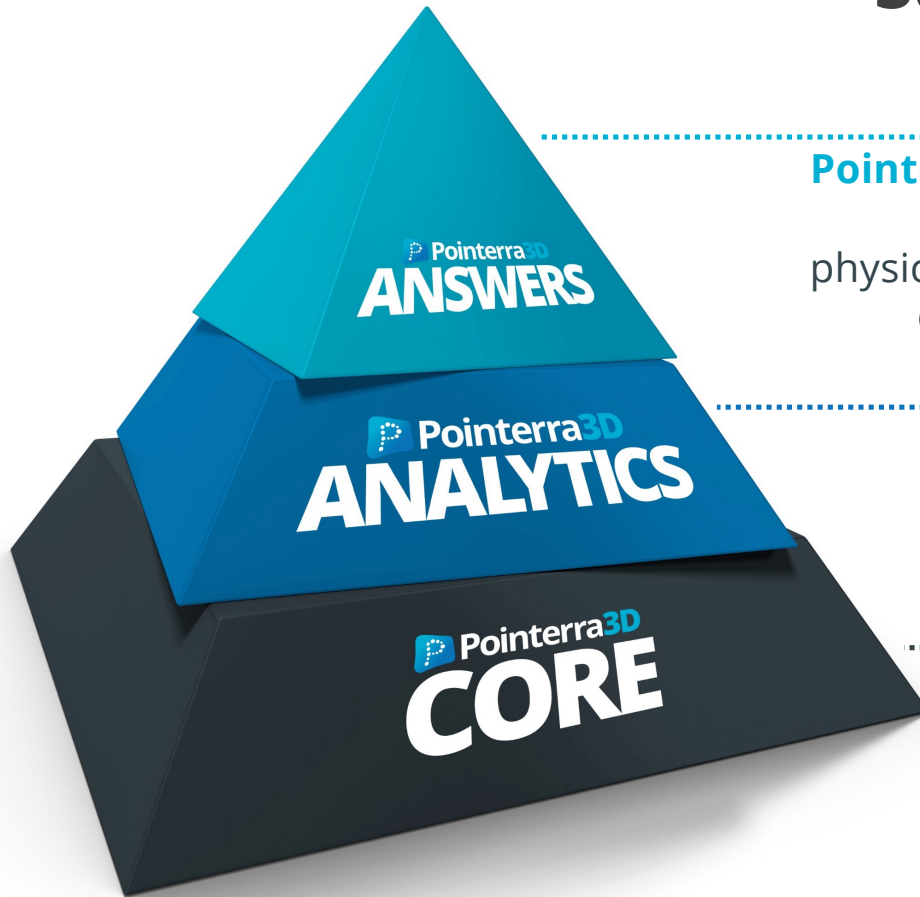 Pointerra3D
ANSWERS
Point
physic
Pointerra3D
ANALYTICS
Pointerra3D
CORE